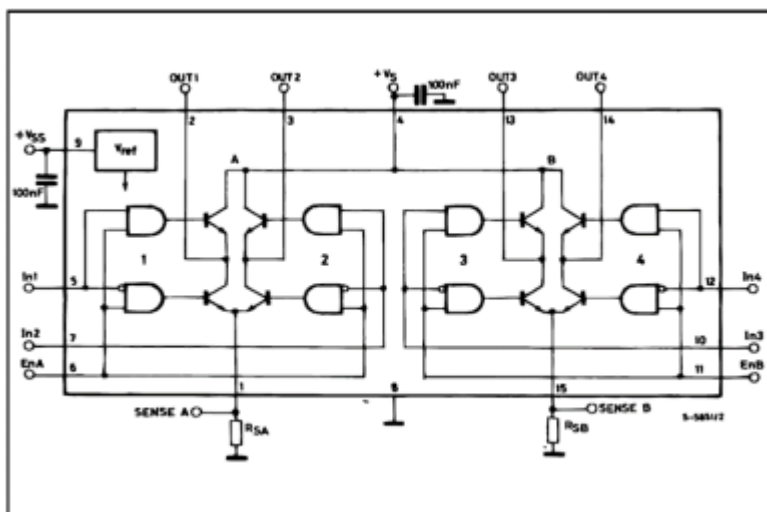 OUT1
OUT2
+VS
100nF
OUT3
OUT4
2
3
4
13
14
+VSS
9
Vref
A
B
100nF
1
2
3
4
In1
5
12
In4
In2
7
10
In3
EnA
6
11
EnB
1
8
15
SENSE A
RSA
SENSE B
RSB